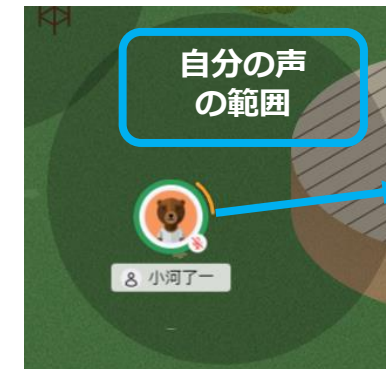 自分の声
の範囲
小河了一